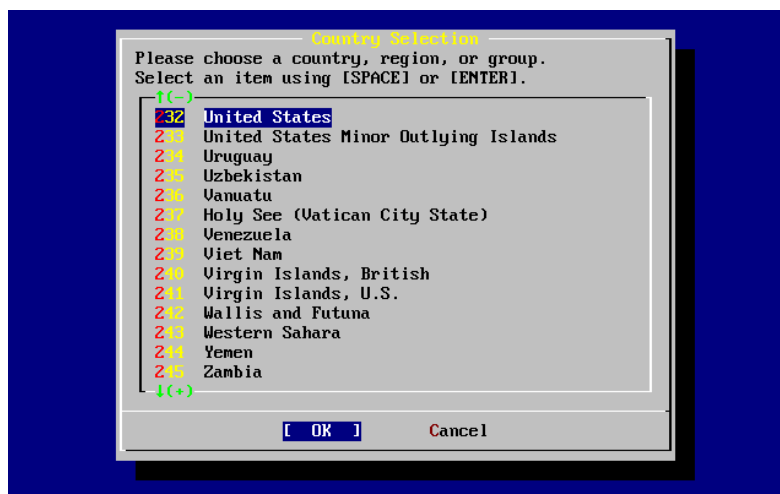 Country Selection
Please choose a country, region, or group.
Select an item using [SPACE] or [ENTER].
↑(-)
232 United States
233 United States Minor Outlying Islands
234 Uruguay
235 Uzbekistan
236 Vanuatu
237 Holy See (Vatican City State)
238 Venezuela
239 Viet Nam
240 Virgin Islands, British
241 Virgin Islands, U.S.
242 Wallis and Futuna
243 Western Sahara
244 Yemen
245 Zambia
↓(+)
[ OK ] Cancel